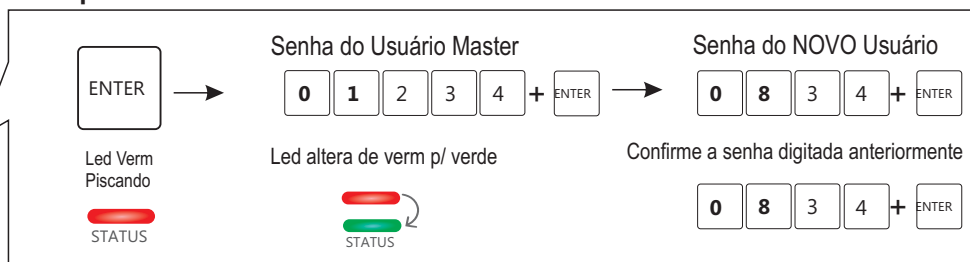 ENTER
Led Verm
Piscando
STATUS
Senha do Usuário Master
0 1 2 3 4 + ENTER
Led altera de verm p/ verde
STATUS
Senha do NOVO Usuário
0 8 3 4 + ENTER
Confirme a senha digitada anteriormente
0 8 3 4 + ENTER